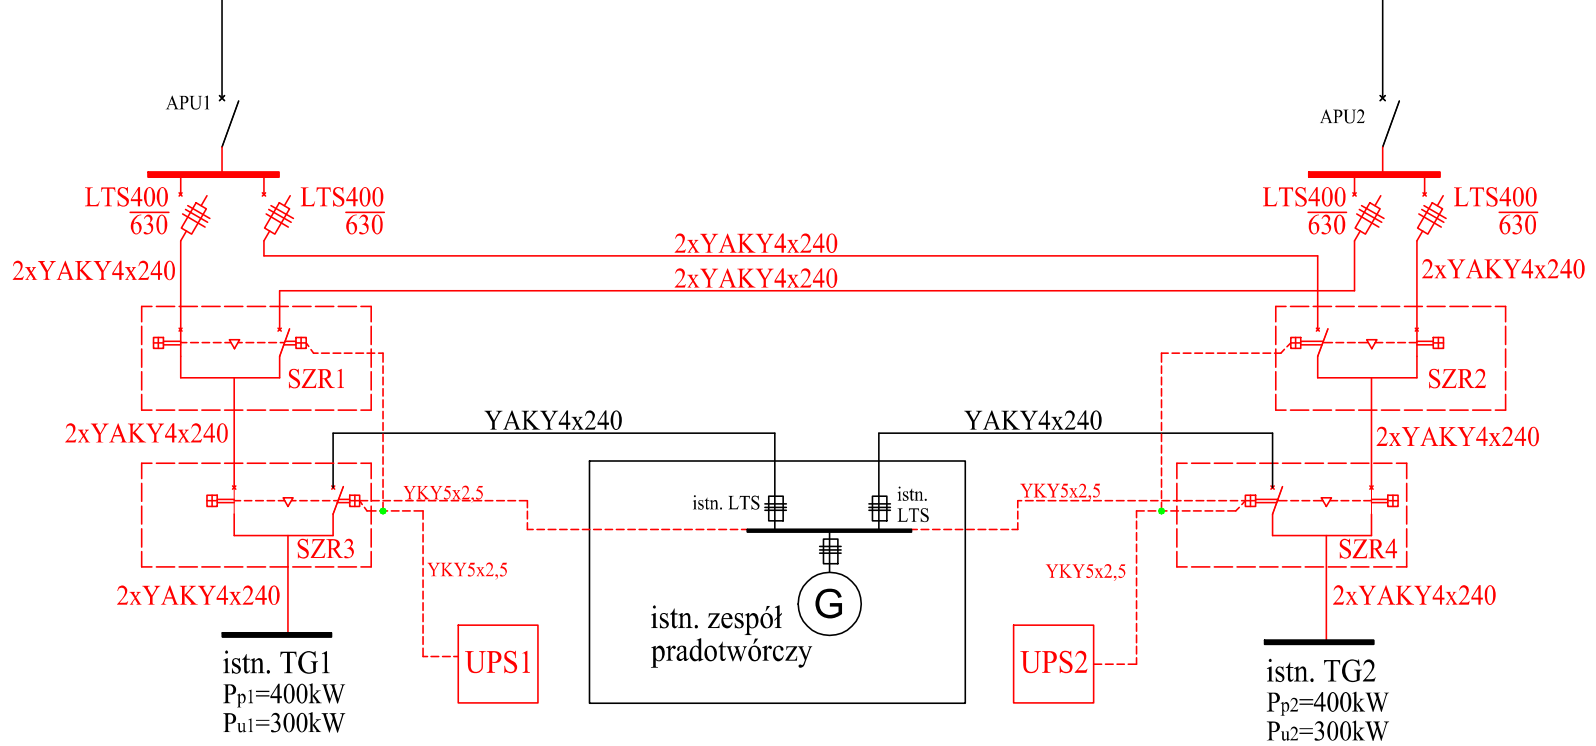 APU1
APU2
LTS400
630
LTS400
630
LTS400
630
LTS400
630
2xYAKY4x240
2xYAKY4x240
2xYAKY4x240
2xYAKY4x240
SZR1
SZR2
YAKY4x240
YAKY4x240
2xYAKY4x240
2xYAKY4x240
YKY5x2,5
istn. LTS
istn.
LTS
YKY5x2,5
SZR3
SZR4
YKY5x2,5
YKY5x2,5
2xYAKY4x240
2xYAKY4x240
G
istn. zespół
pradotwórczy
UPS1
UPS2
istn. TG1
Pp1=400kW
Pu1=300kW
istn. TG2
Pp2=400kW
Pu2=300kW